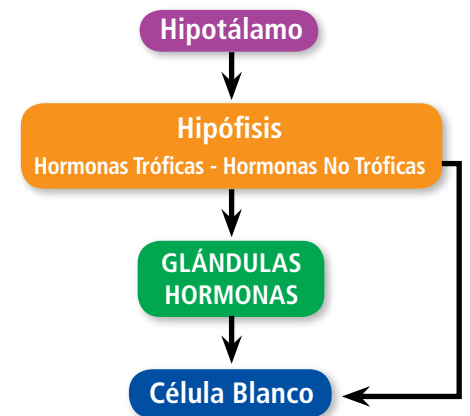 Hipotálamo
Hipófisis
Hormonas Tróficas - Hormonas No Tróficas
GLÁNDULAS
HORMONAS
Célula Blanco